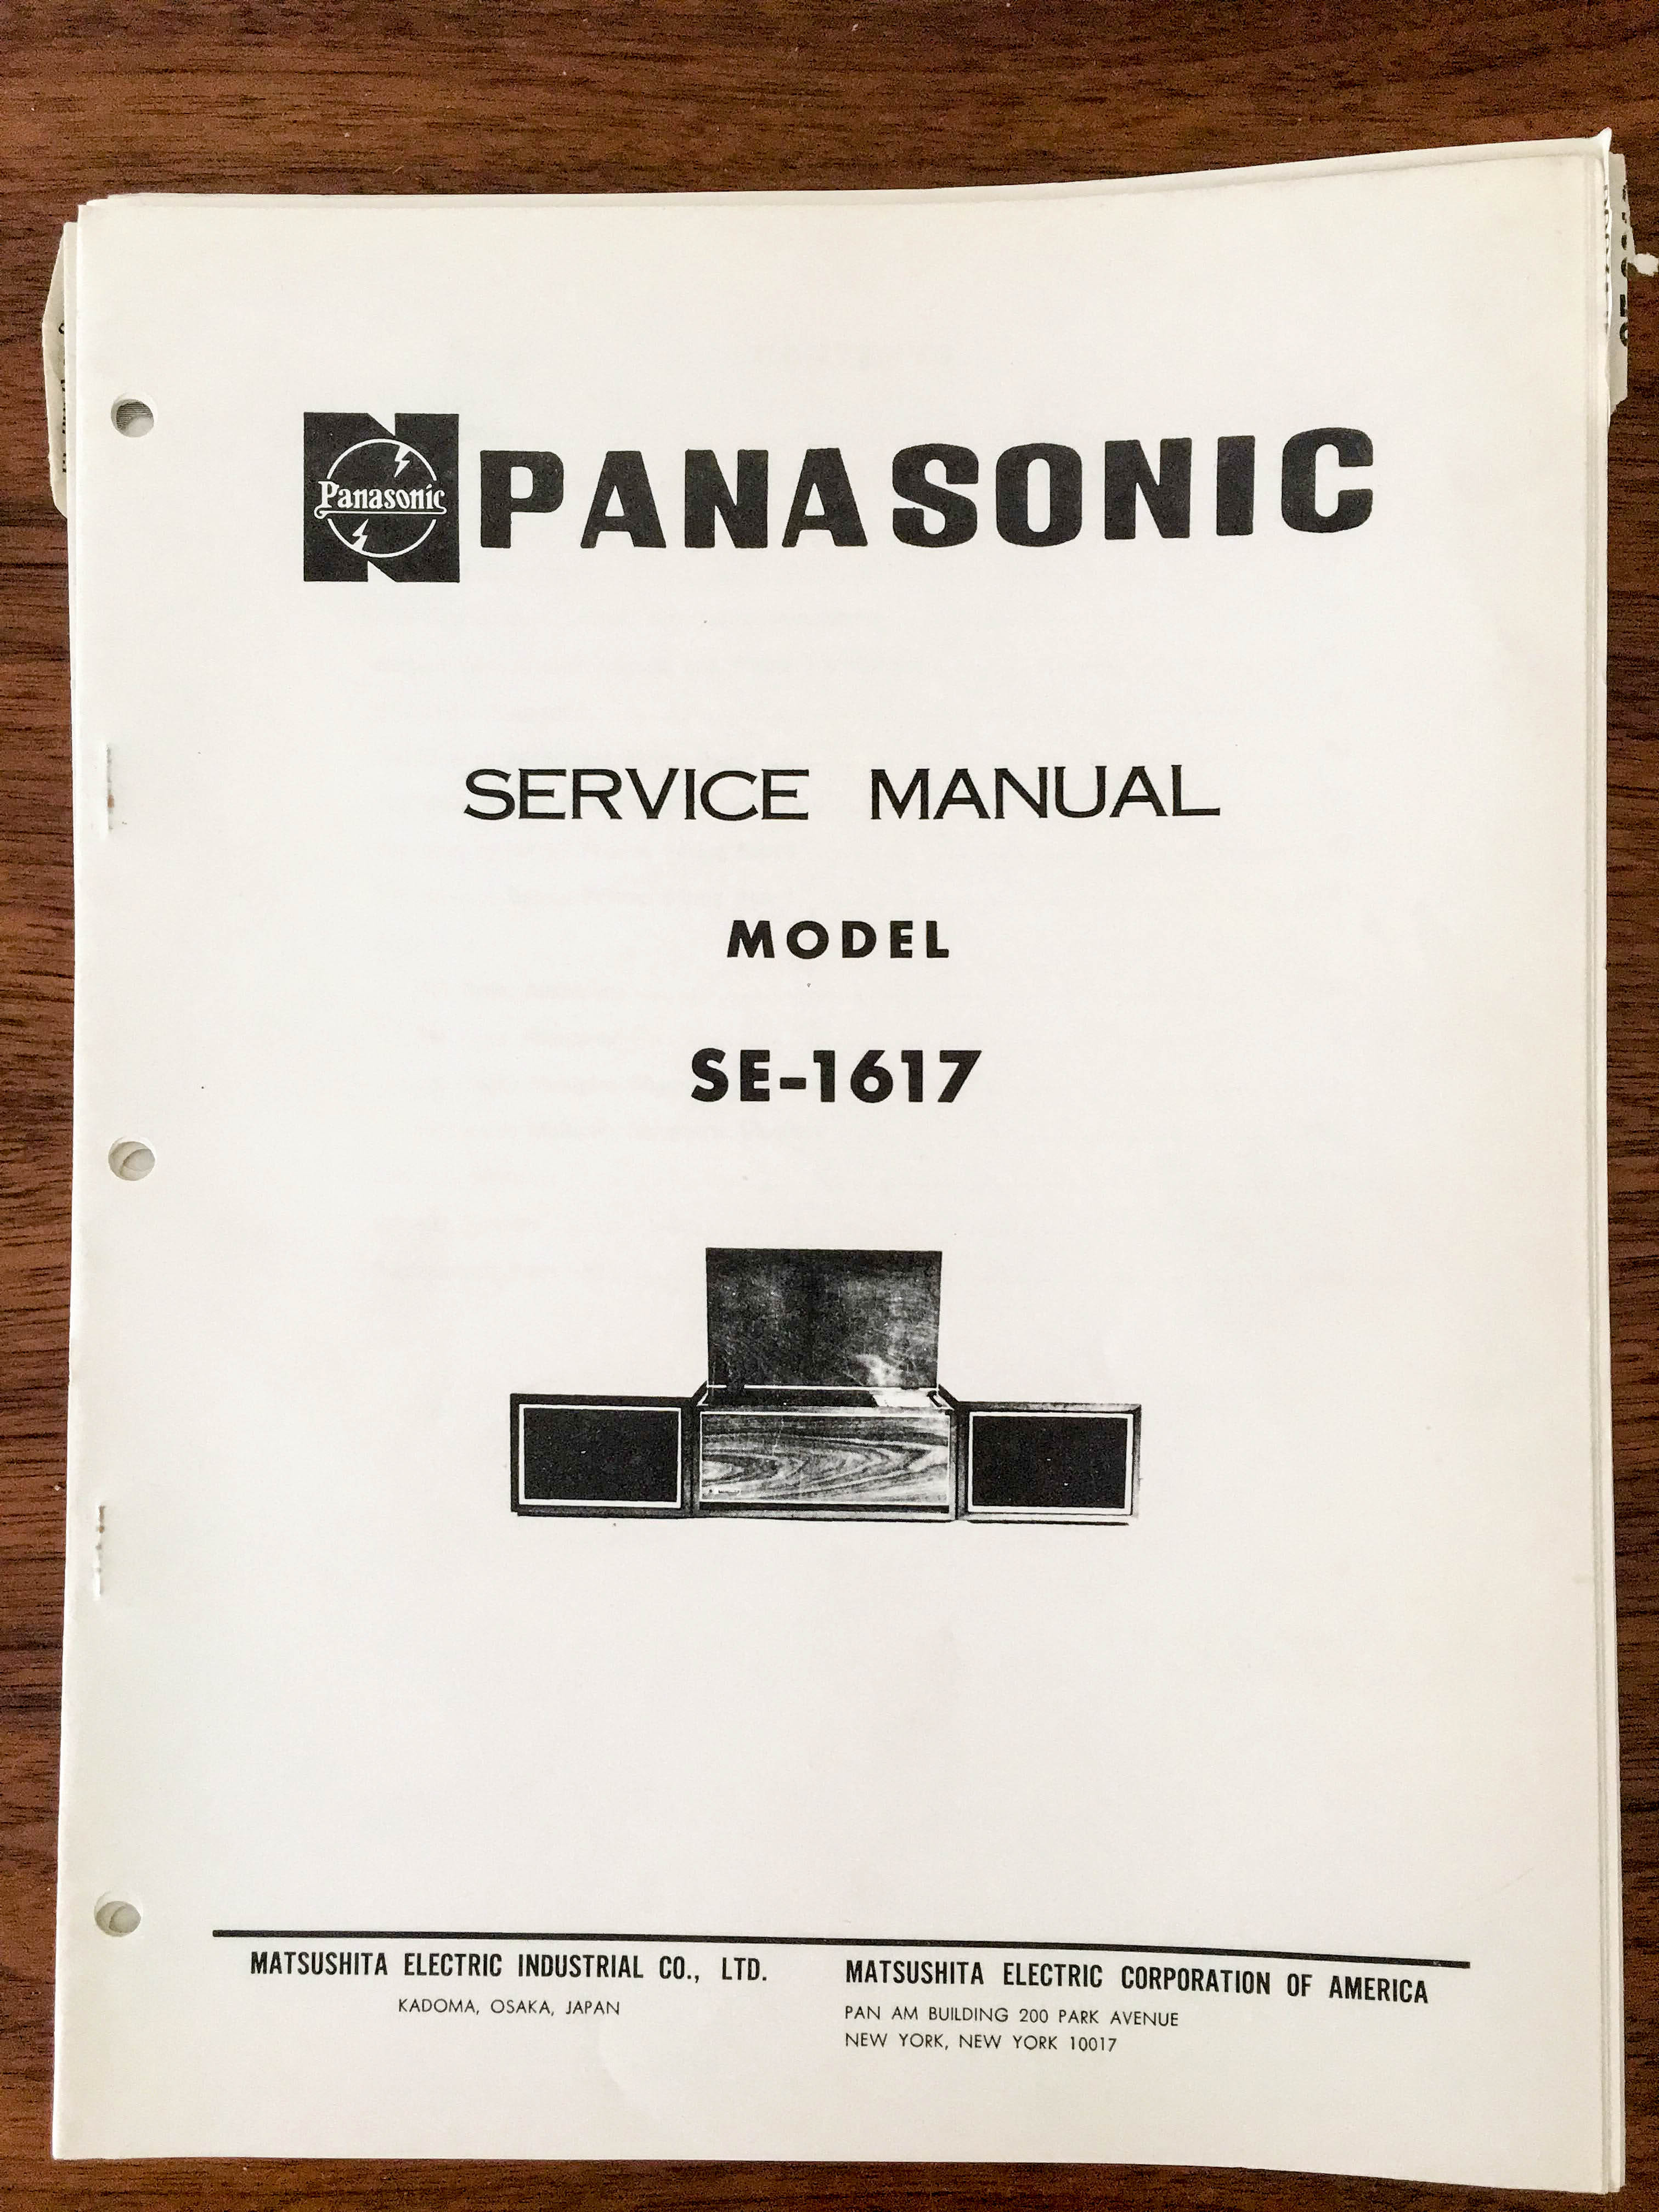 Panasonic
PANASONIC
SERVICE MANUAL
MODEL
SE-1617
MATSUSHITA ELECTRIC INDUSTRIAL CO., LTD.
KADOMA, OSAKA, JAPAN
MATSUSHITA ELECTRIC CORPORATION OF AMERICA
PAN AM BUILDING 200 PARK AVENUE
NEW YORK, NEW YORK 10017